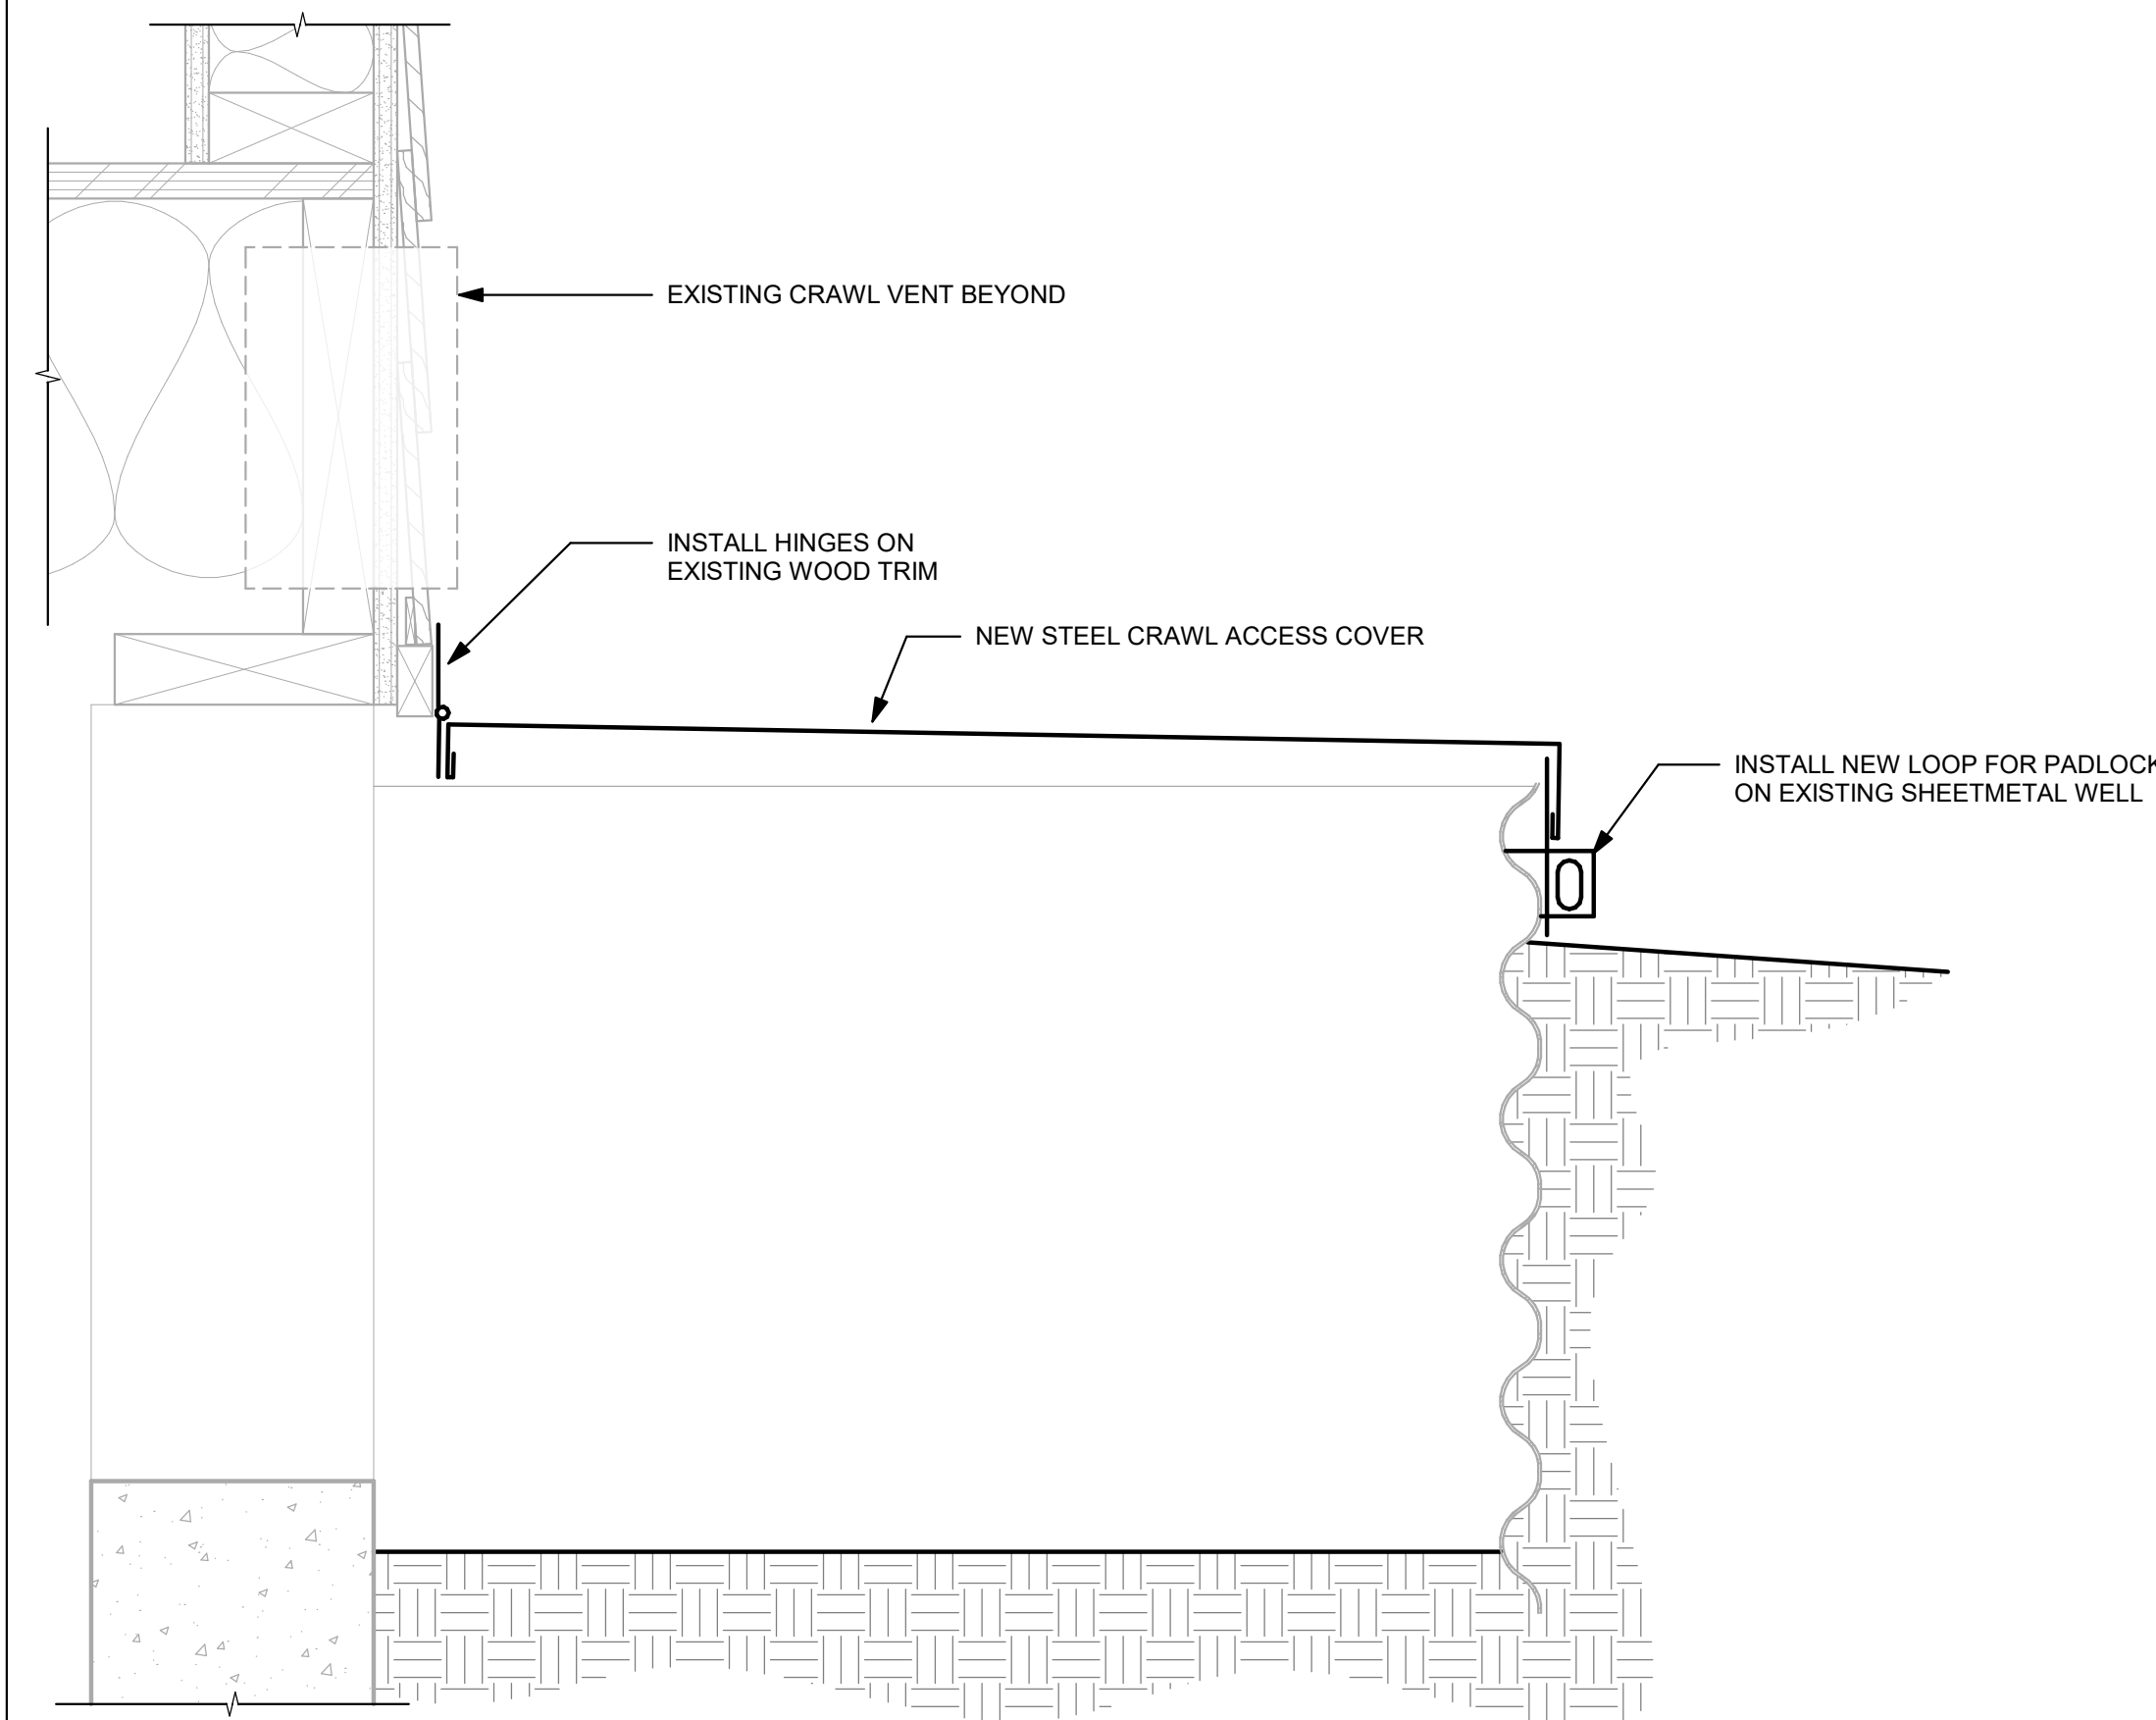 EXISTING CRAWL VENT BEYOND
INSTALL HINGES ON
EXISTING WOOD TRIM
NEW STEEL CRAWL ACCESS COVER
INSTALL NEW LOOP FOR PADLOCK
ON EXISTING SHEETMETAL WELL